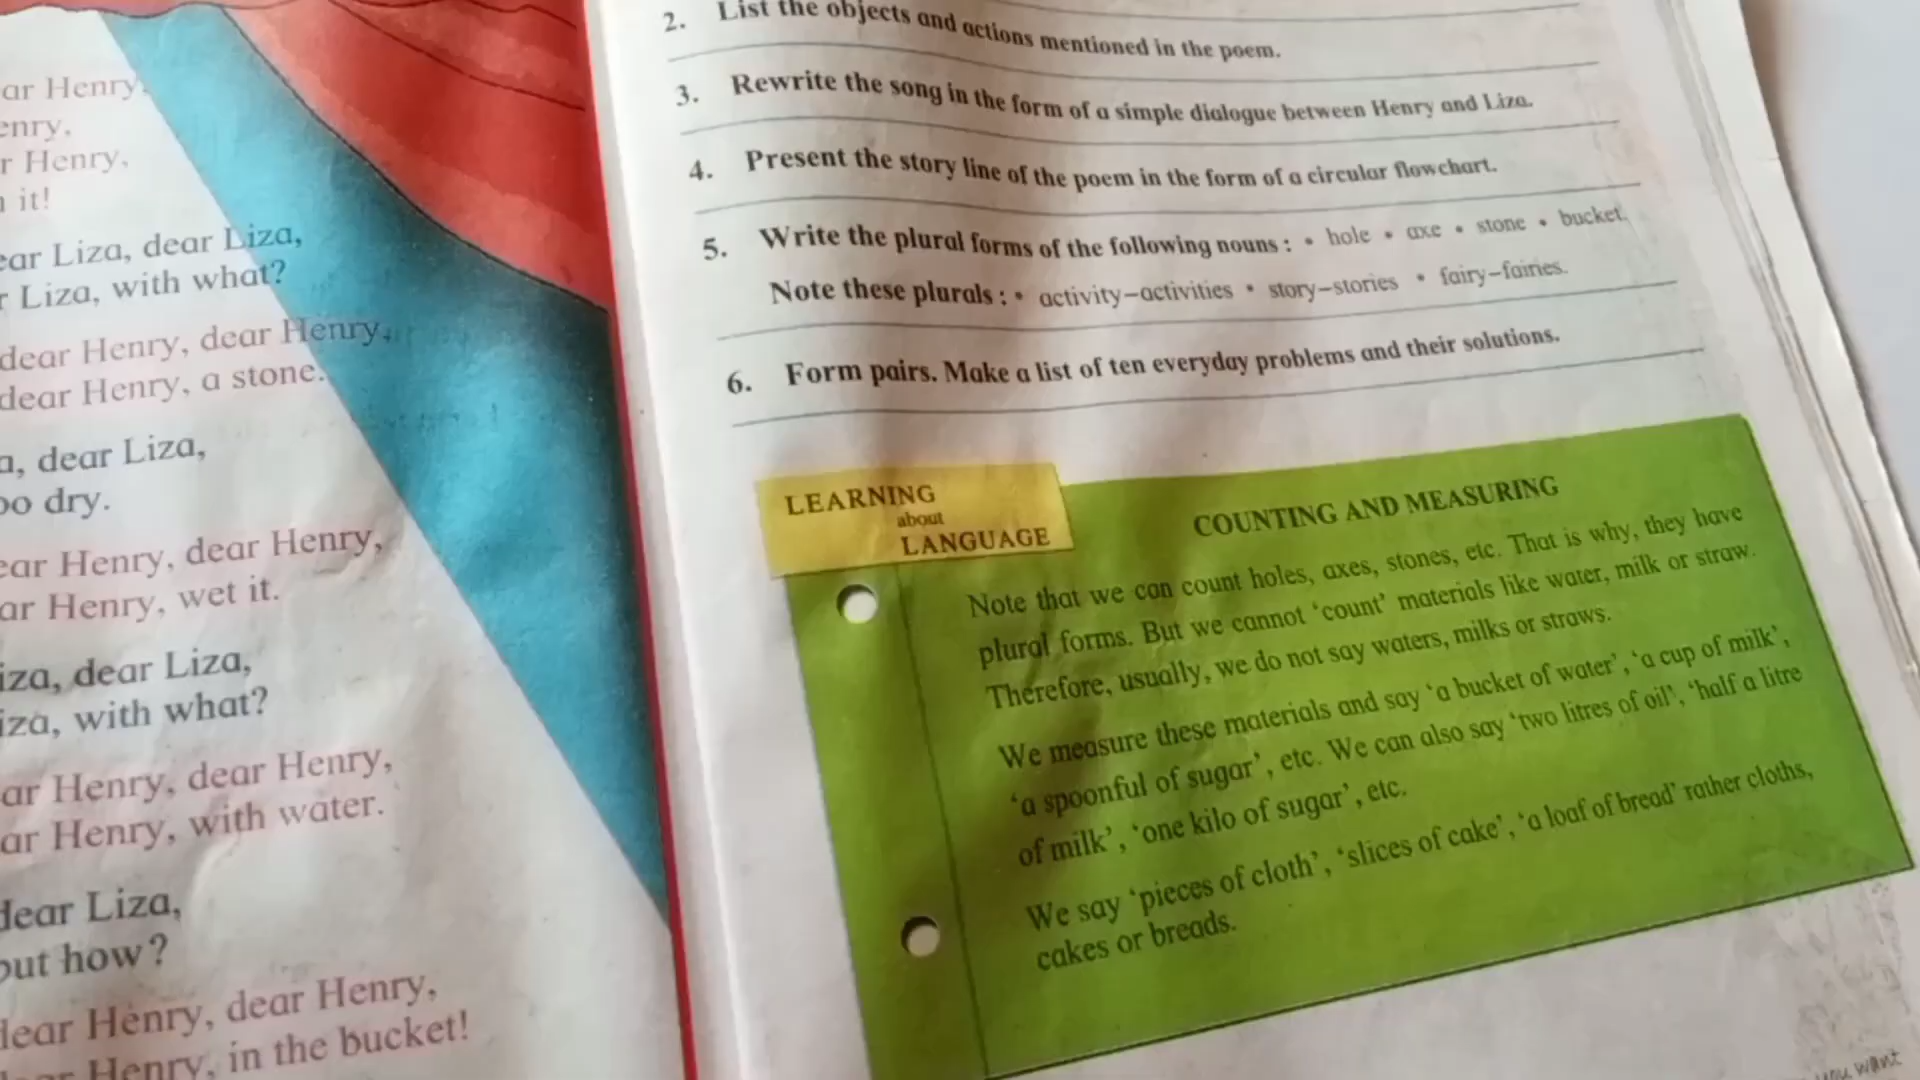 ar Henry,
enry,
r Henry,
it!
ear Liza, dear Liza,
r Liza, with what?
dear Henry, dear Henry,
dear Henry, a stone.
a, dear Liza,
oo dry.
ear Henry, dear Henry,
ar Henry, wet it.
iza, dear Liza,
iza, with what?
ar Henry, dear Henry,
ar Henry, with water.
dear Liza,
out how?
dear Henry, dear Henry,
Henry, in the bucket!
2. List the objects and actions mentioned in the poem.
3. Rewrite the song in the form of a simple dialogue between Henry and Liza.
4. Present the story line of the poem in the form of a circular flowchart.
5. Write the plural forms of the following nouns : • hole • axe • stone • bucket.
Note these plurals : • activity–activities • story–stories • fairy–fairies.
6. Form pairs. Make a list of ten everyday problems and their solutions.
LEARNING
about
LANGUAGE
COUNTING AND MEASURING
Note that we can count holes, axes, stones, etc. That is why, they have
plural forms. But we cannot ‘count’ materials like water, milk or straw.
Therefore, usually, we do not say waters, milks or straws.
We measure these materials and say ‘a bucket of water’, ‘a cup of milk’,
‘a spoonful of sugar’, etc. We can also say ‘two litres of oil’, ‘half a litre
of milk’, ‘one kilo of sugar’, etc.
We say ‘pieces of cloth’, ‘slices of cake’, ‘a loaf of bread’ rather cloths,
cakes or breads.
you want